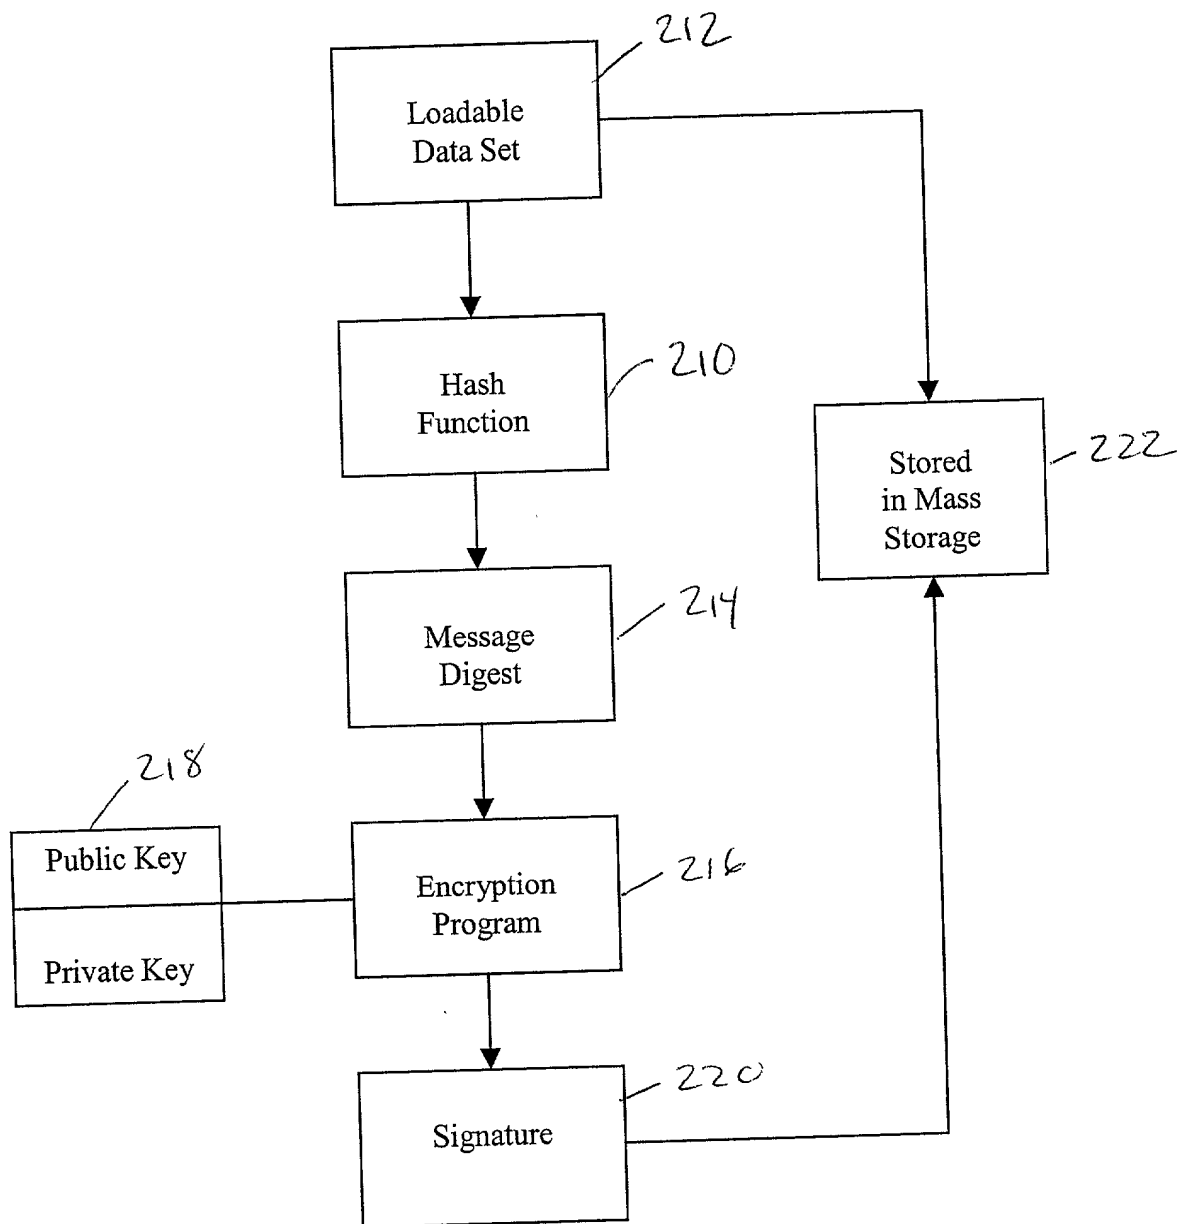 212
Loadable
Data Set
Hash
Function
210
Stored
in Mass
Storage
222
Message
Digest
214
218
Public Key
Private Key
Encryption
Program
216
220
Signature